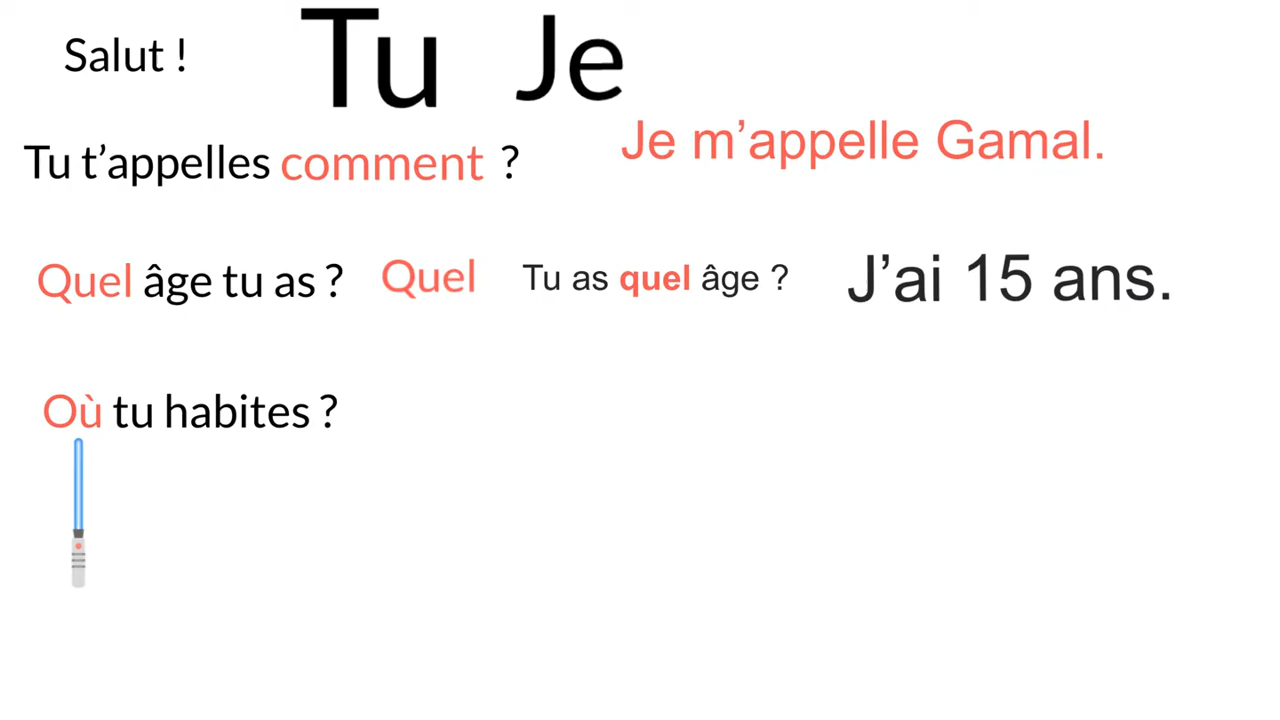 Salut !
Tu Je
Tu t’appelles comment ?
Je m’appelle Gamal.
Quel âge tu as ?
Quel
Tu as quel âge ?
J’ai 15 ans.
Où tu habites ?